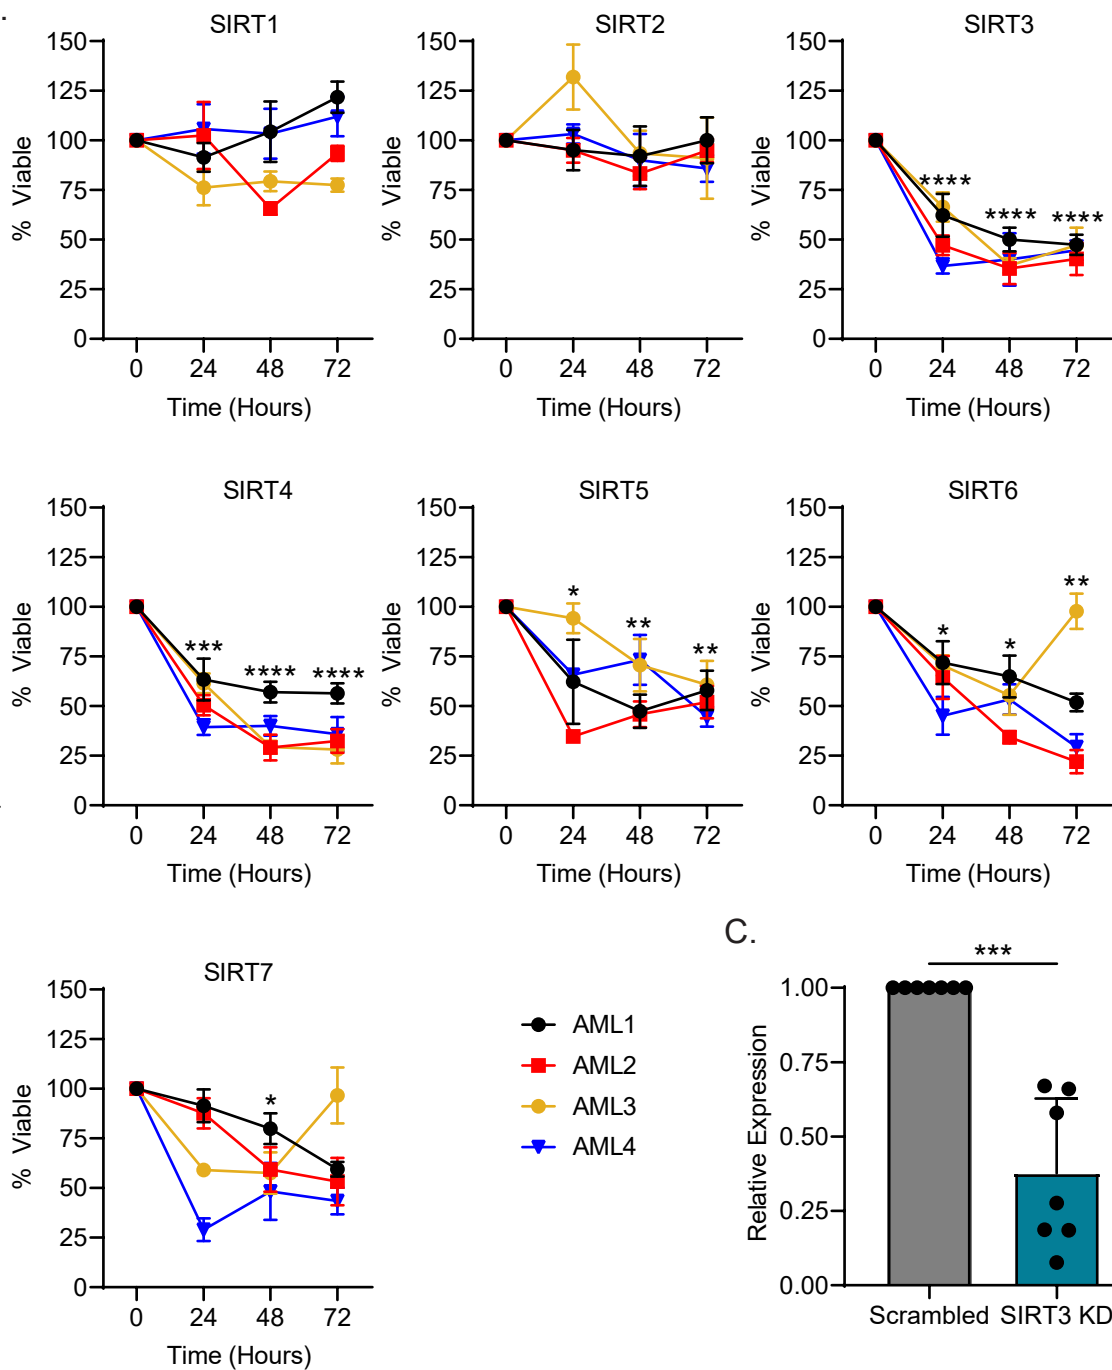 SIRT1
150
125
100
75
50
25
0
% Viable
0 24 48 72
Time (Hours)
SIRT2
150
125
100
75
50
25
0
% Viable
0 24 48 72
Time (Hours)
SIRT3
150
125
100
75
50
25
0
% Viable
**** **** ****
0 24 48 72
Time (Hours)
SIRT4
150
125
100
75
50
25
0
% Viable
*** **** ****
0 24 48 72
Time (Hours)
SIRT5
150
125
100
75
50
25
0
% Viable
* ** **
0 24 48 72
Time (Hours)
SIRT6
150
125
100
75
50
25
0
% Viable
* * **
0 24 48 72
Time (Hours)
SIRT7
150
125
100
75
50
25
0
% Viable
*
0 24 48 72
Time (Hours)
AML1
AML2
AML3
AML4
C.
***
1.00
0.75
0.50
0.25
0.00
Relative Expression
Scrambled SIRT3 KD